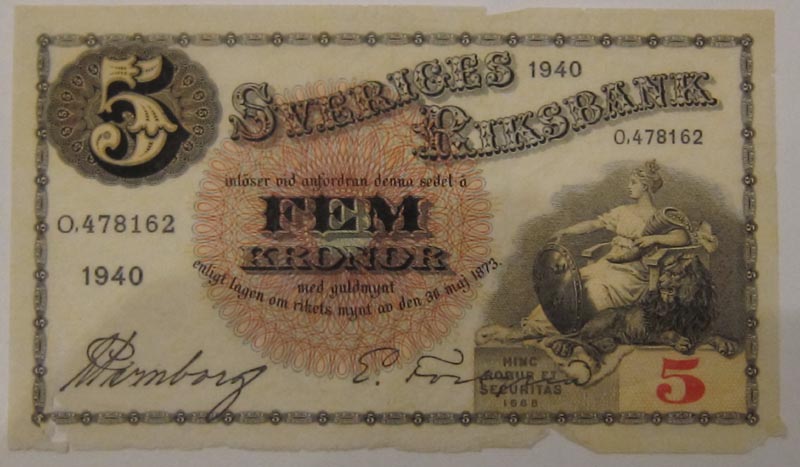 5
SVERIGES
RIKSBANK
1940
O.478162
inlöser vid anfordran denna sedel å
FEM
KRONOR
med guldmynt
enligt lagen om rikets mynt av den 30 maj 1873.
O.478162
1940
HINC
ROBUR ET
SECURITAS
1668
5